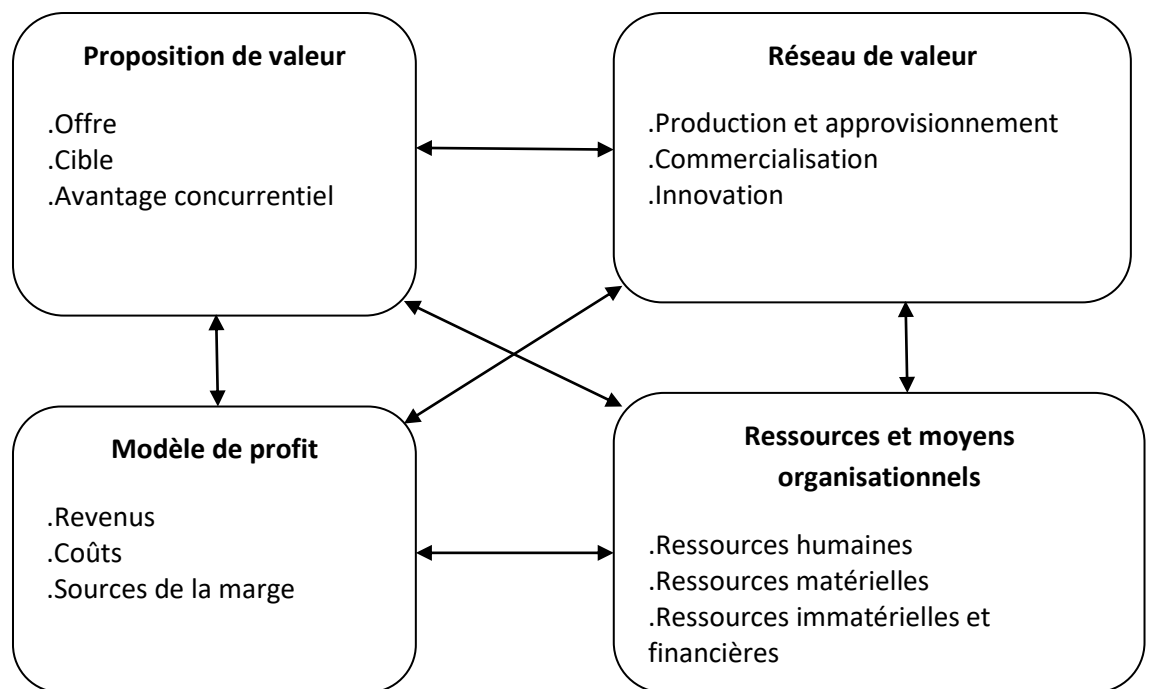 Proposition de valeur
.Offre
.Cible
.Avantage concurrentiel
Réseau de valeur
.Production et approvisionnement
.Commercialisation
.Innovation
Modèle de profit
.Revenus
.Coûts
.Sources de la marge
Ressources et moyens
organisationnels
.Ressources humaines
.Ressources matérielles
.Ressources immatérielles et
financières